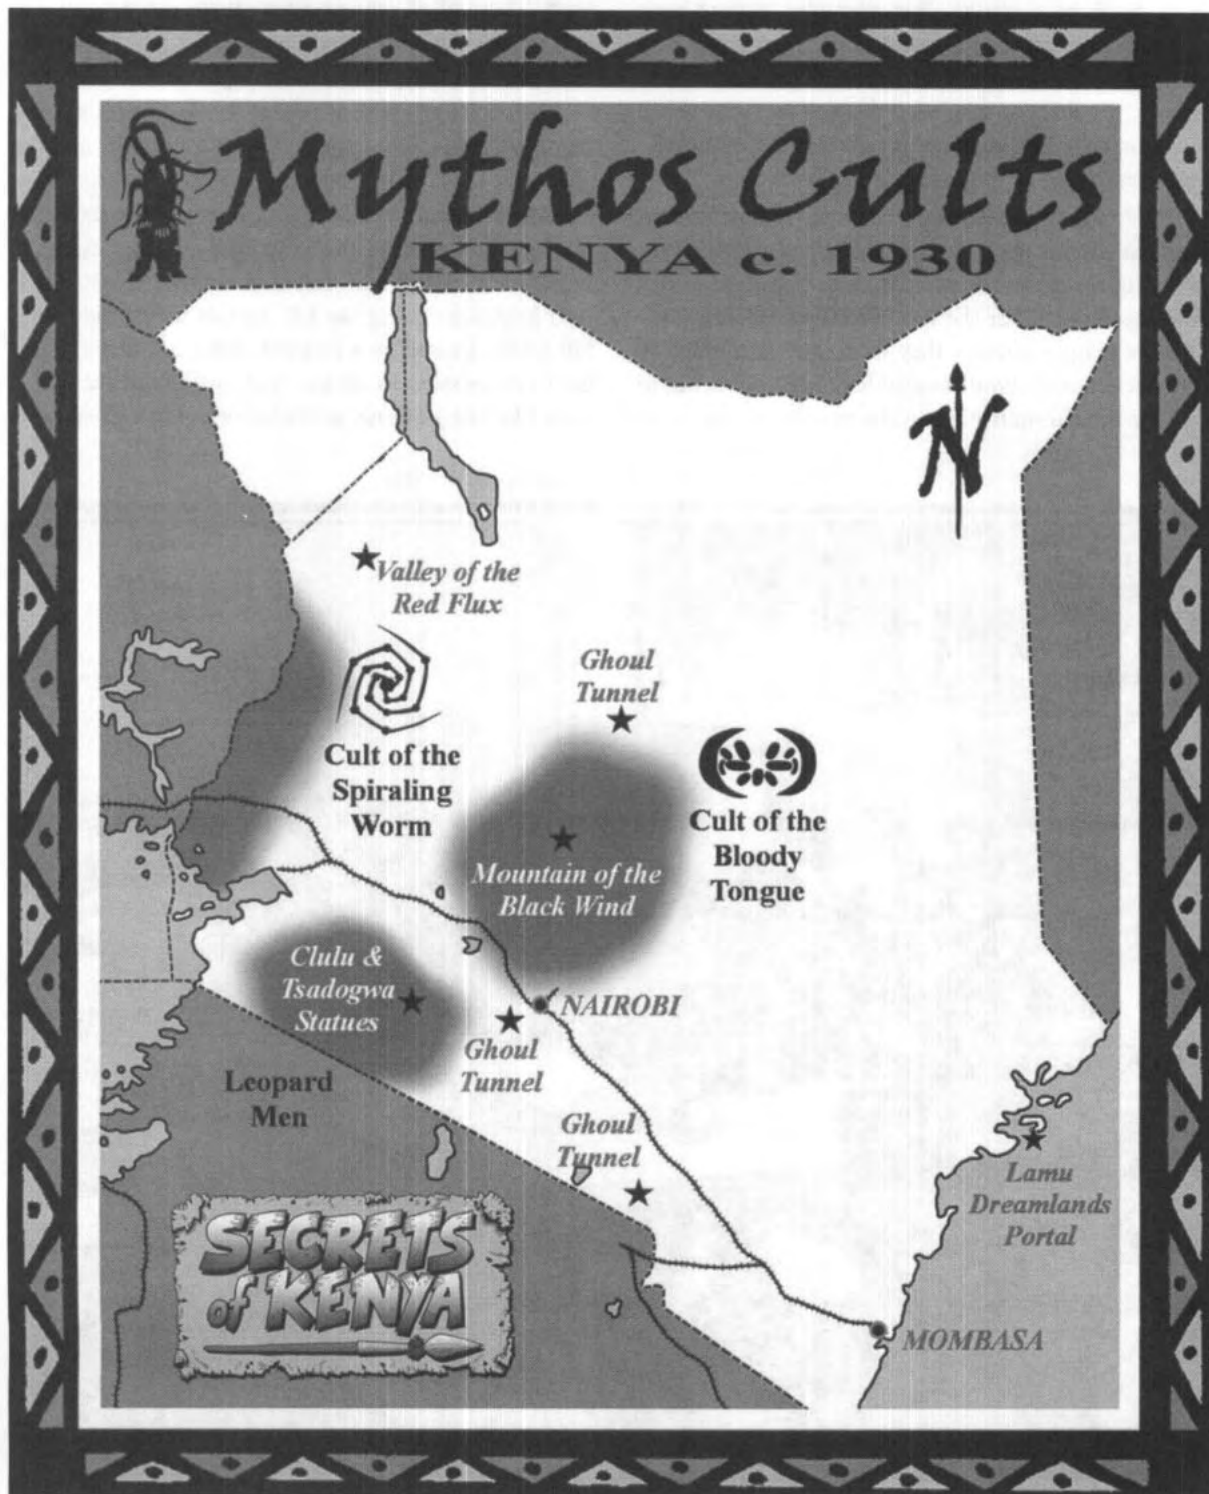 Mythos Cults
KENYA c. 1930
N
Valley of the
Red Flux
Ghoul
Tunnel
Cult of the
Spiraling
Worm
Cult of the
Bloody
Tongue
Mountain of the
Black Wind
Clulu &
Tsadogwa
Statues
NAIROBI
Ghoul
Tunnel
Leopard
Men
Ghoul
Tunnel
Lamu
Dreamlands
Portal
SECRETS
of KENYA
MOMBASA